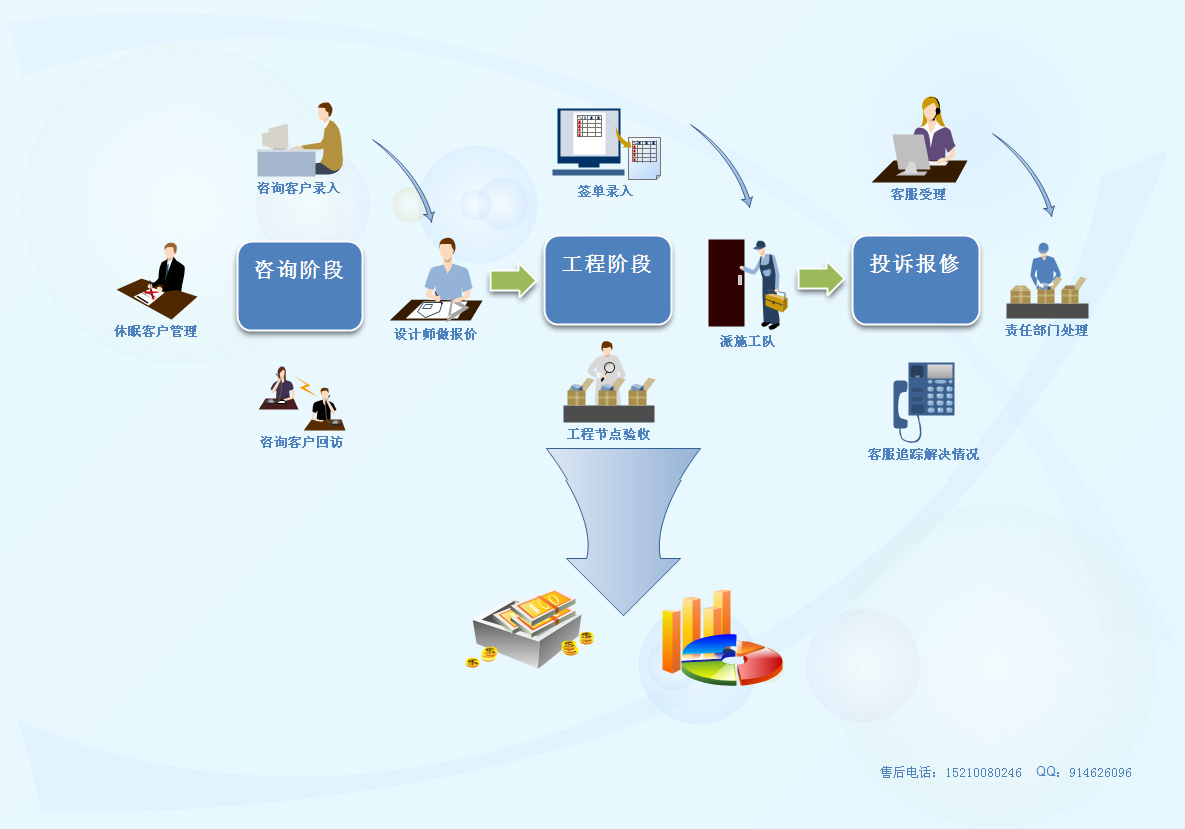 咨询客户录入
签单录入
客服受理
咨询阶段
工程阶段
投诉报修
休眠客户管理
设计师做报价
派施工队
责任部门处理
咨询客户回访
工程节点验收
客服追踪解决情况
100
售后电话：15210080246 QQ：914626096